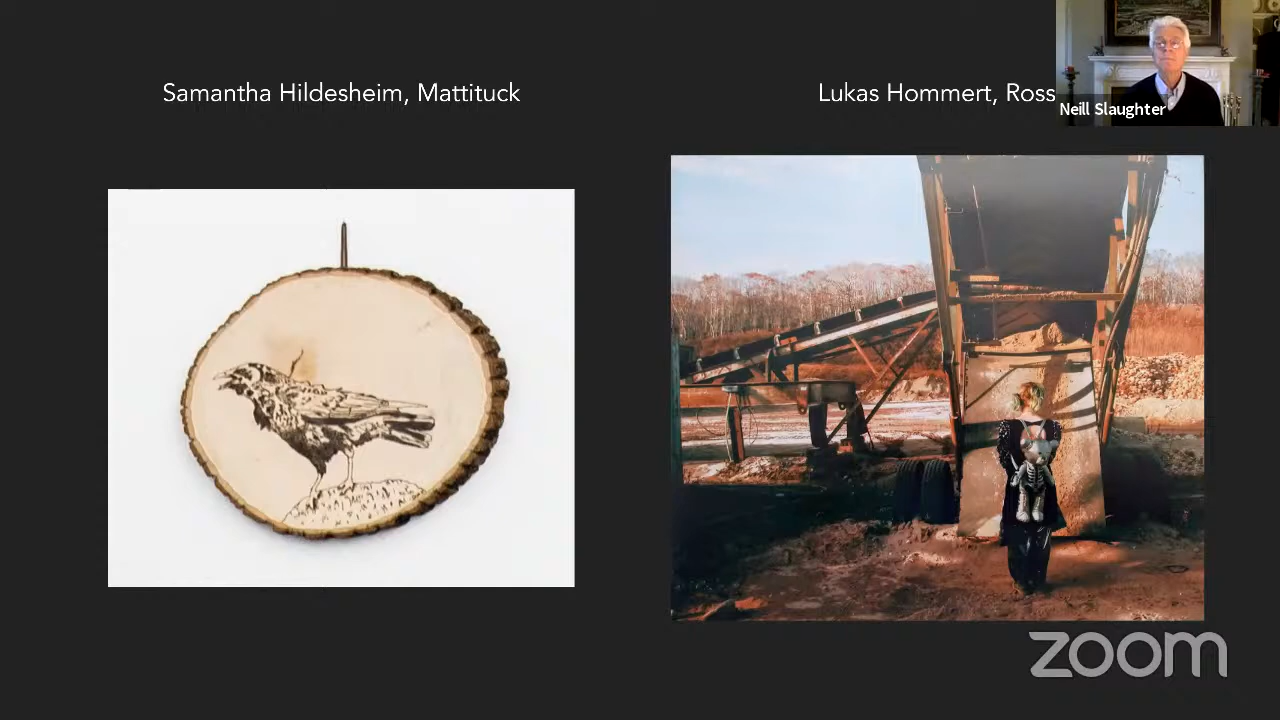 Samantha Hildesheim, Mattituck
Lukas Hommert, Ross
Neill Slaughter
zoom